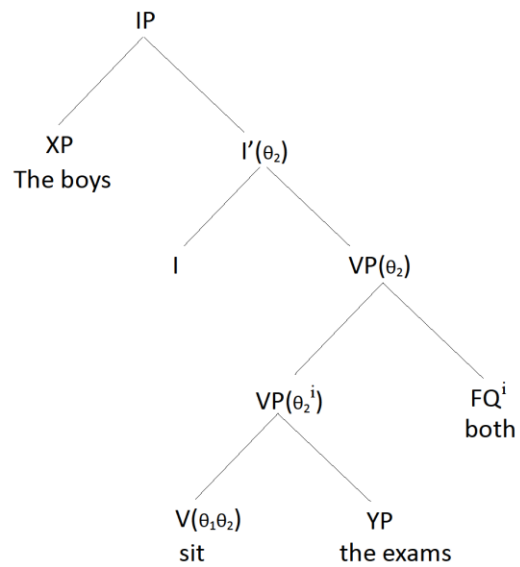 IP
XP
I'(θ₂)
The boys
I
VP(θ₂)
VP(θ₂ⁱ)
FQⁱ
both
V(θ₁θ₂)
YP
sit
the exams